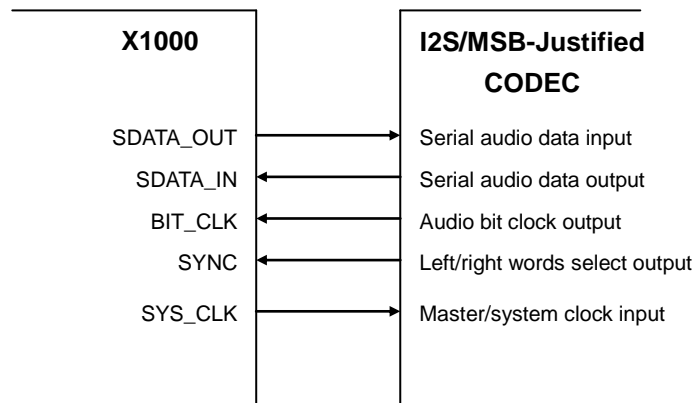 X1000
I2S/MSB-Justified
CODEC
SDATA_OUT
Serial audio data input
SDATA_IN
Serial audio data output
BIT_CLK
Audio bit clock output
SYNC
Left/right words select output
SYS_CLK
Master/system clock input